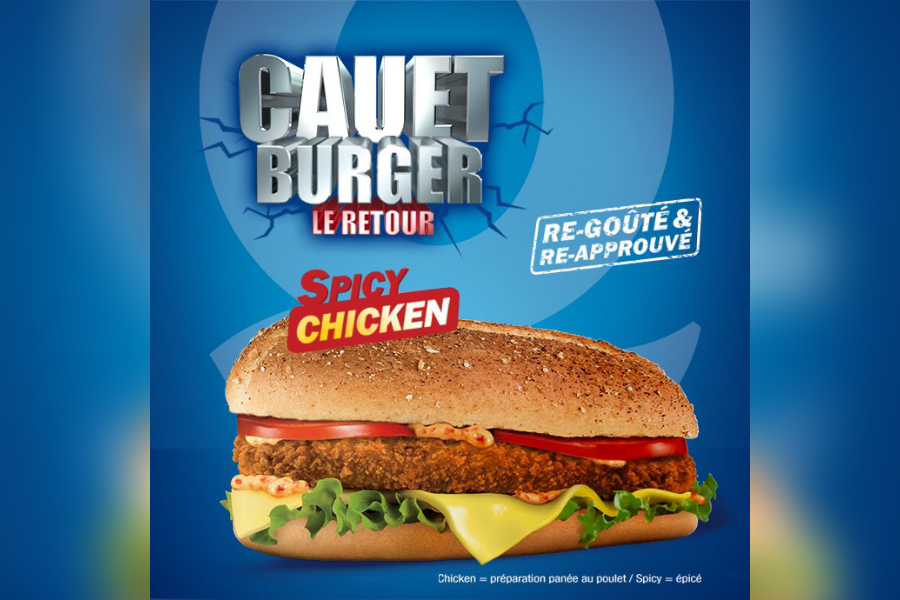 CAUET
BURGER
LE RETOUR
RE-GOÛTÉ &
RE-APPROUVÉ
SPICY
CHICKEN
Chicken = préparation panée au poulet / Spicy = épicé